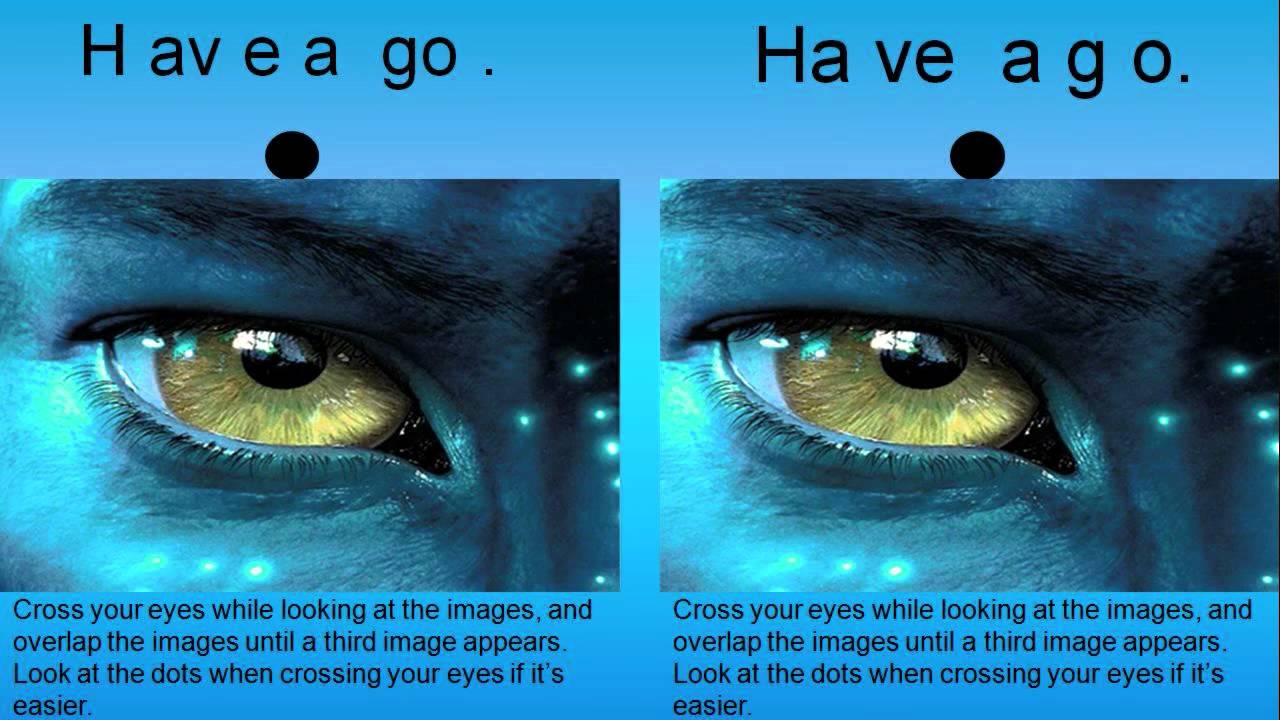 H av e a  go .
Ha ve  a g o.
Cross your eyes while looking at the images, and
overlap the images until a third image appears.
Look at the dots when crossing your eyes if it’s
easier.
Cross your eyes while looking at the images, and
overlap the images until a third image appears.
Look at the dots when crossing your eyes if it’s
easier.